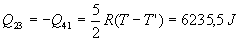 Q₂₃ = −Q₄₁ = 5/2 R(T − T') = 6235,5 J